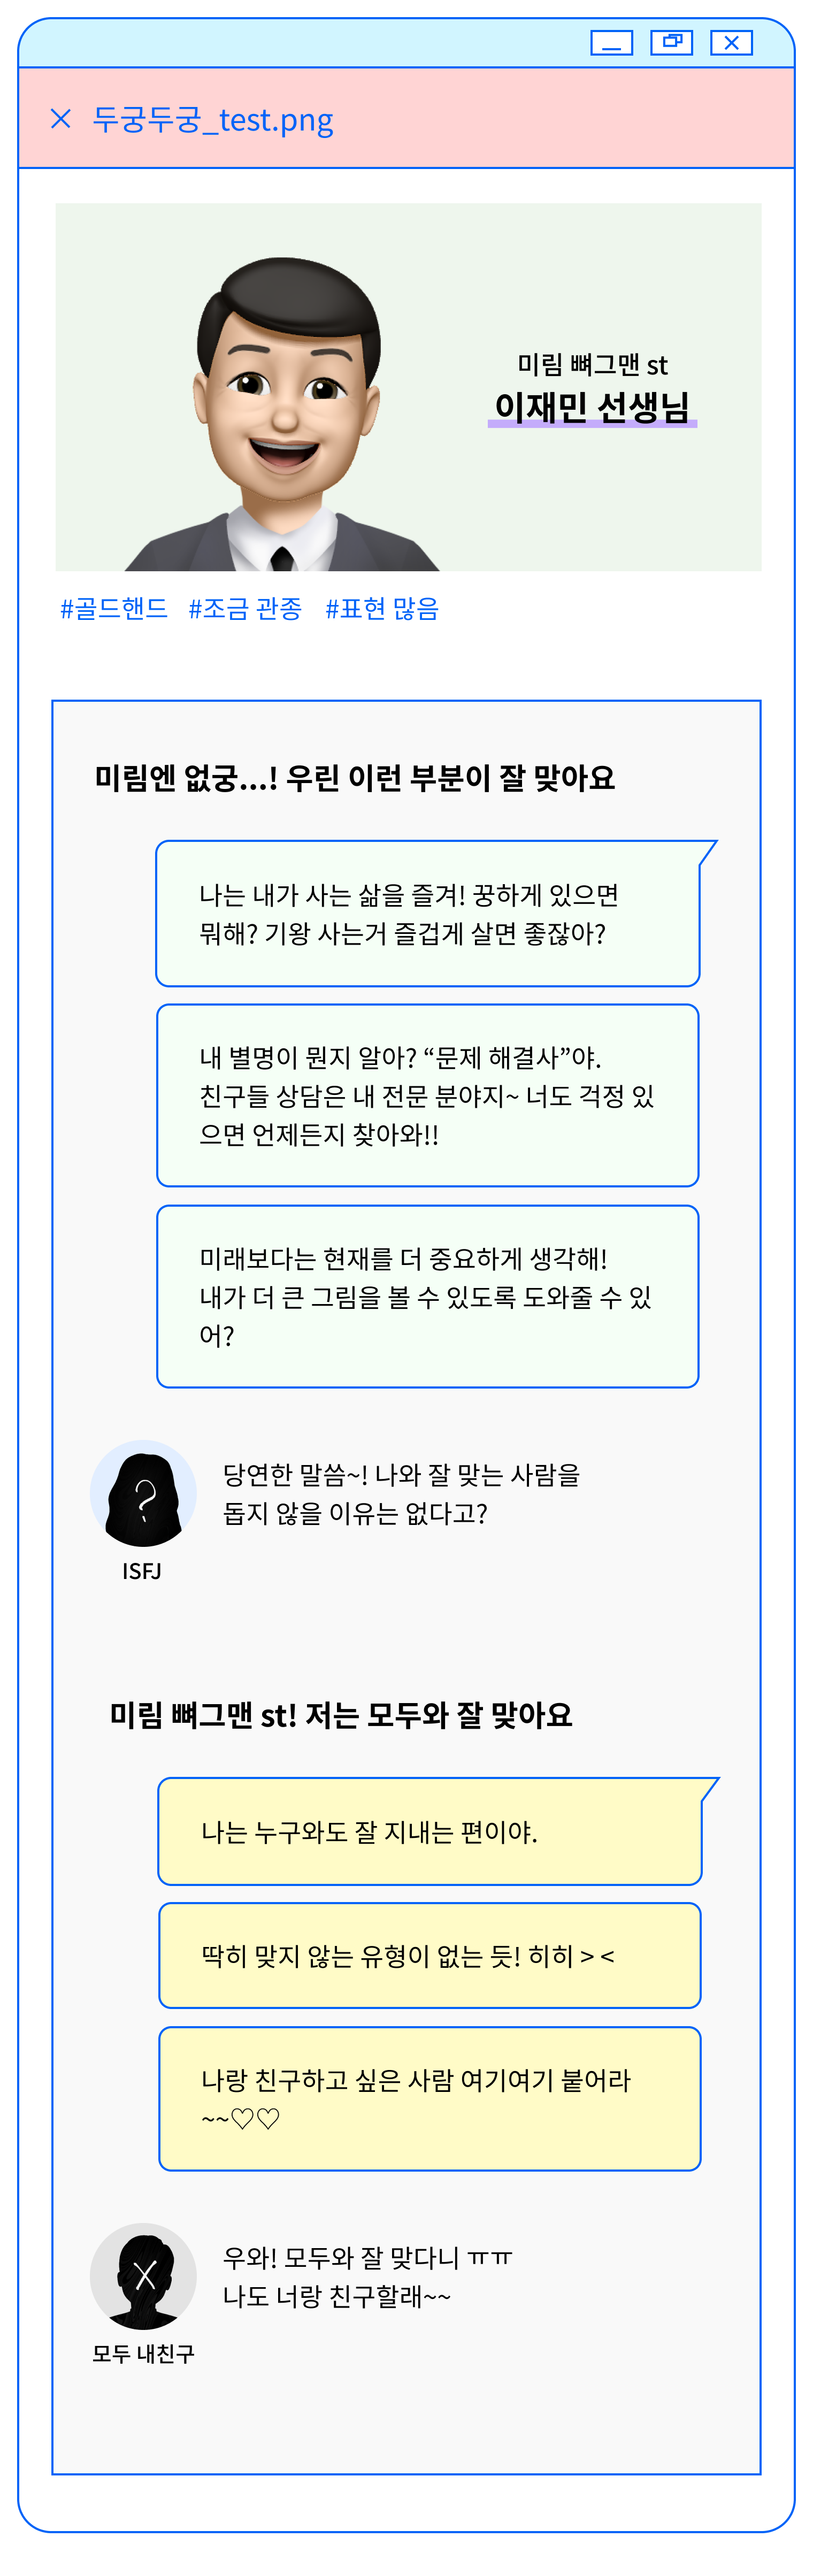 두궁두궁_test.png
미림 뼈그맨 st
이재민 선생님
#골드핸드 #조금 관종 #표현 많음
미림엔 없궁...! 우린 이런 부분이 잘 맞아요
나는 내가 사는 삶을 즐겨! 꿍하게 있으면
뭐해? 기왕 사는거 즐겁게 살면 좋잖아?
내 별명이 뭔지 알아? “문제 해결사”야.
친구들 상담은 내 전문 분야지~ 너도 걱정 있
으면 언제든지 찾아와!!
미래보다는 현재를 더 중요하게 생각해!
내가 더 큰 그림을 볼 수 있도록 도와줄 수 있
어?
당연한 말씀~! 나와 잘 맞는 사람을
돕지 않을 이유는 없다고?
ISFJ
미림 뼈그맨 st! 저는 모두와 잘 맞아요
나는 누구와도 잘 지내는 편이야.
딱히 맞지 않는 유형이 없는 듯! 히히 > <
나랑 친구하고 싶은 사람 여기여기 붙어라
~~♡♡
우와! 모두와 잘 맞다니 ㅠㅠ
나도 너랑 친구할래~~
모두 내친구